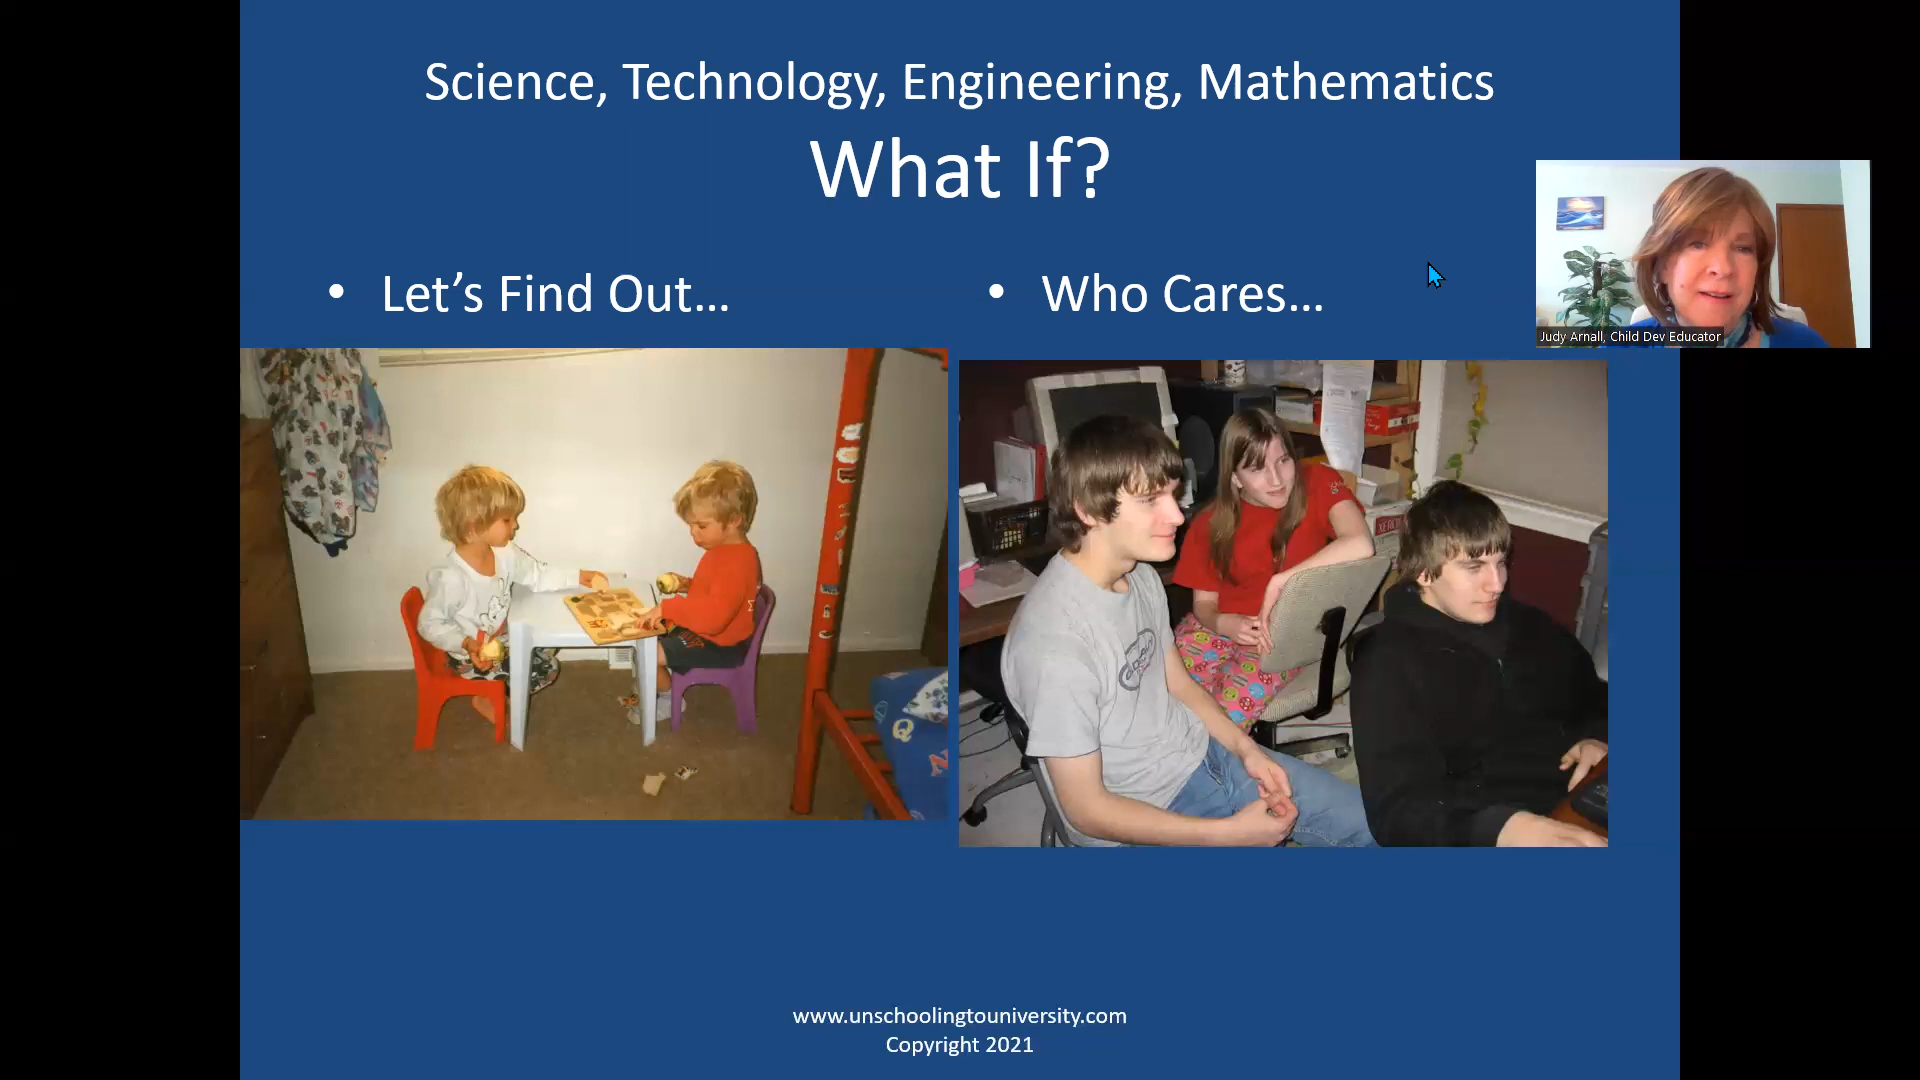 Science, Technology, Engineering, Mathematics
What If?
• Let’s Find Out…
• Who Cares…
Judy Arnall, Child Dev Educator
www.unschoolingtouniversity.com
Copyright 2021